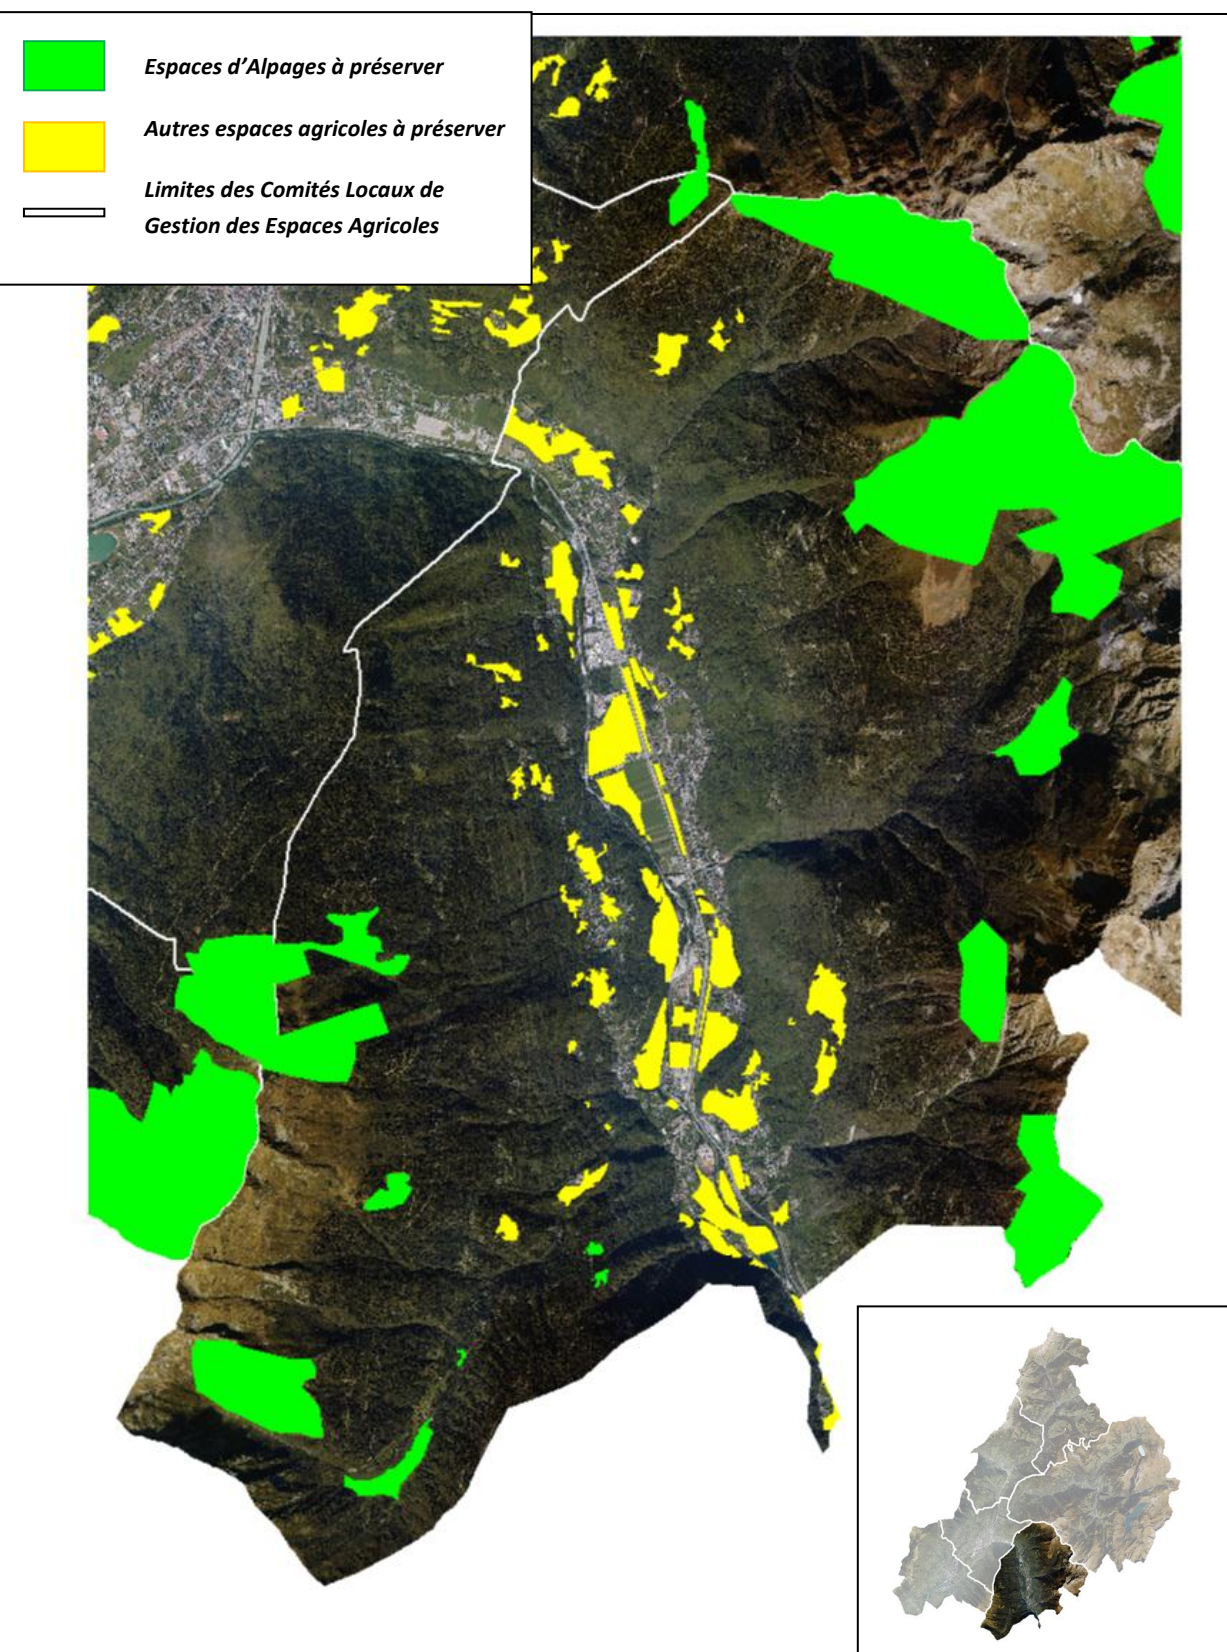 Espaces d’Alpages à préserver
Autres espaces agricoles à préserver
Limites des Comités Locaux de
Gestion des Espaces Agricoles